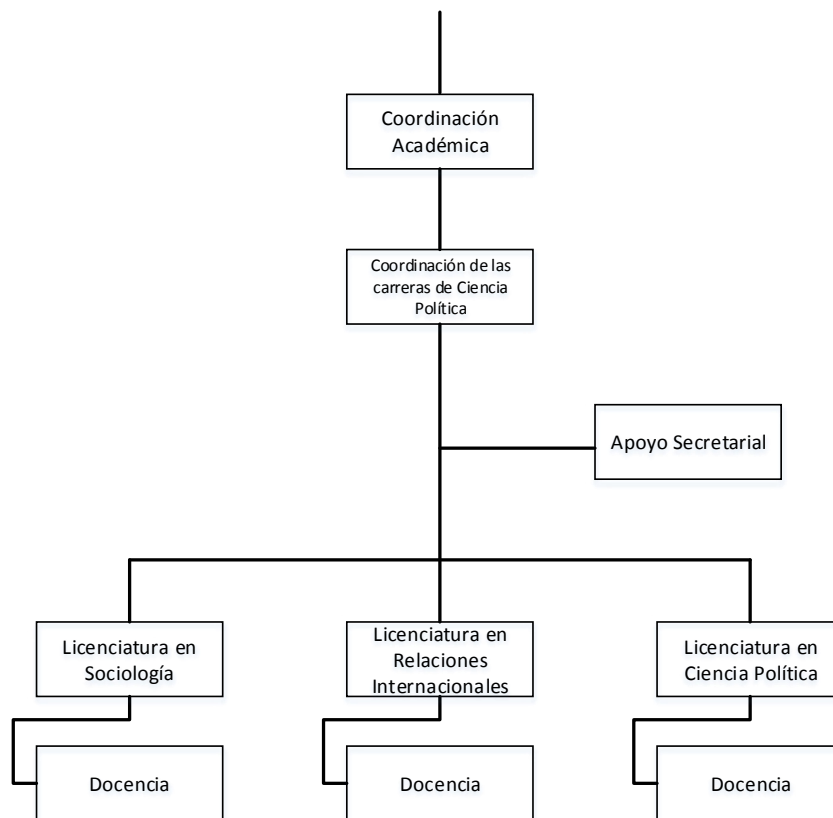 Coordinación
Académica
Coordinación de las
carreras de Ciencia
Política
Apoyo Secretarial
Licenciatura en
Sociología
Licenciatura en
Relaciones
Internacionales
Licenciatura en
Ciencia Política
Docencia
Docencia
Docencia